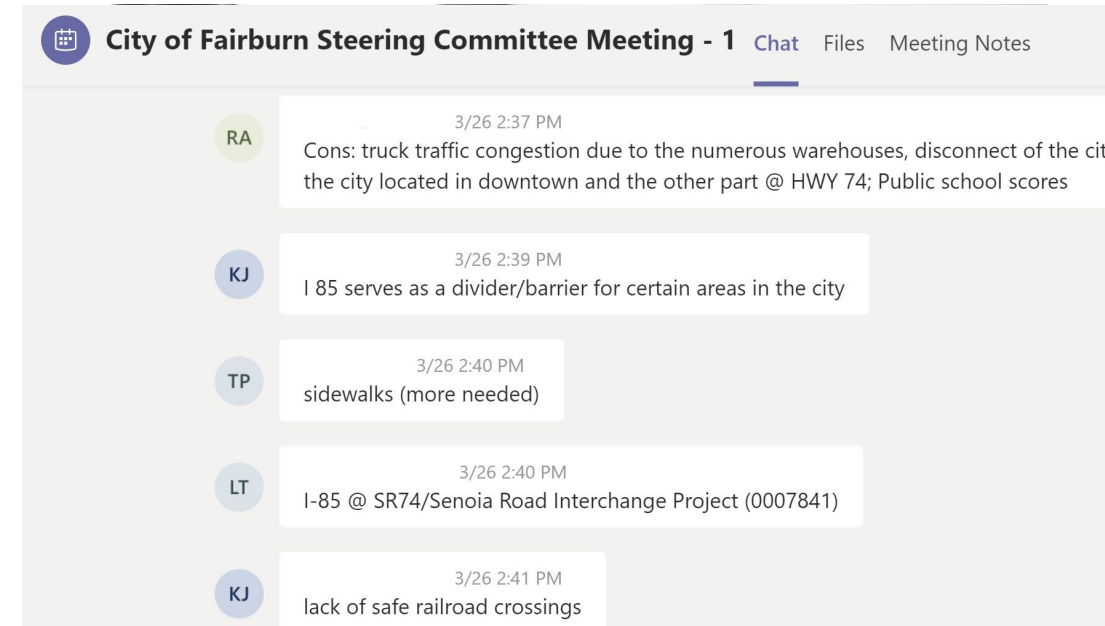 City of Fairburn Steering Committee Meeting - 1 Chat Files Meeting Notes
RA
3/26 2:37 PM
Cons: truck traffic congestion due to the numerous warehouses, disconnect of the
the city located in downtown and the other part @ HWY 74; Public school scores
3/26 2:39 PM
KJ
I 85 serves as a divider/barrier for certain areas in the city
3/26 2:40 PM
TP
sidewalks (more needed)
3/26 2:40 PM
LT
I-85 @ SR74/Senoia Road Interchange Project (0007841)
3/26 2:41 PM
KJ
lack of safe railroad crossings